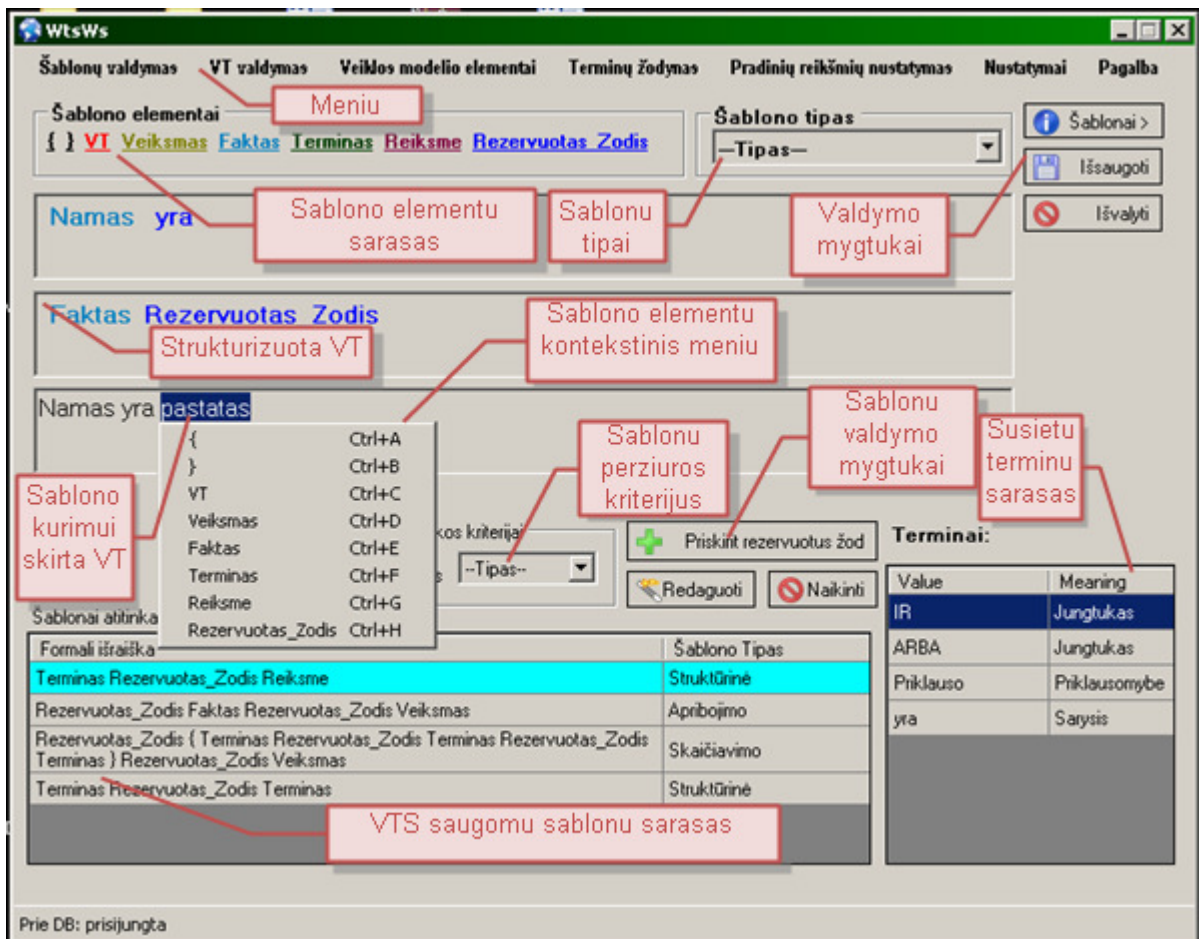 WtsWs
Šablonų valdymas VT valdymas Veiklos modelio elementai Terminų žodynas Pradinių reikšmių nustatymas Nustatymai Pagalba
Meniu
Šablono elementai
{ } VT Veiksmas Faktas Terminas Reiksme Rezervuotas_Zodis
Šablono tipas
--Tipas--
Šablonai >
Išsaugoti
Išvalyti
Namas yra
Sablono elementu
sarasas
Sablonu
tipai
Valdymo
mygtukai
Faktas Rezervuotas_Zodis
Strukturizuota VT
Sablono elementu
kontekstinis meniu
Namas yra pastatas
{ Ctrl+A
} Ctrl+B
VT Ctrl+C
Veiksmas Ctrl+D
Faktas Ctrl+E
Terminas Ctrl+F
Reiksme Ctrl+G
Rezervuotas_Zodis Ctrl+H
Sablono
kurimui
skirta VT
Sablonu
perziuros
kriterijus
Sablonu
valdymo
mygtukai
Susietu
terminu
sarasas
kos kriterijai
--Tipas--
Priskirit rezervuotus žod
Redaguoti
Naikinti
Terminai:
Value Meaning
IR Jungtukas
ARBA Jungtukas
Priklauso Priklausomybe
yra Sarysis
Šablonai atitinka
Formali išraiška Šablono Tipas
Terminas Rezervuotas_Zodis Reiksme Struktūrinė
Rezervuotas_Zodis Faktas Rezervuotas_Zodis Veiksmas Apribojimo
Rezervuotas_Zodis { Terminas Rezervuotas_Zodis Terminas Rezervuotas_Zodis
Terminas } Rezervuotas_Zodis Veiksmas Skaičiavimo
Terminas Rezervuotas_Zodis Terminas Struktūrinė
VTS saugomu sablonu sarasas
Prie DB: prisijungta